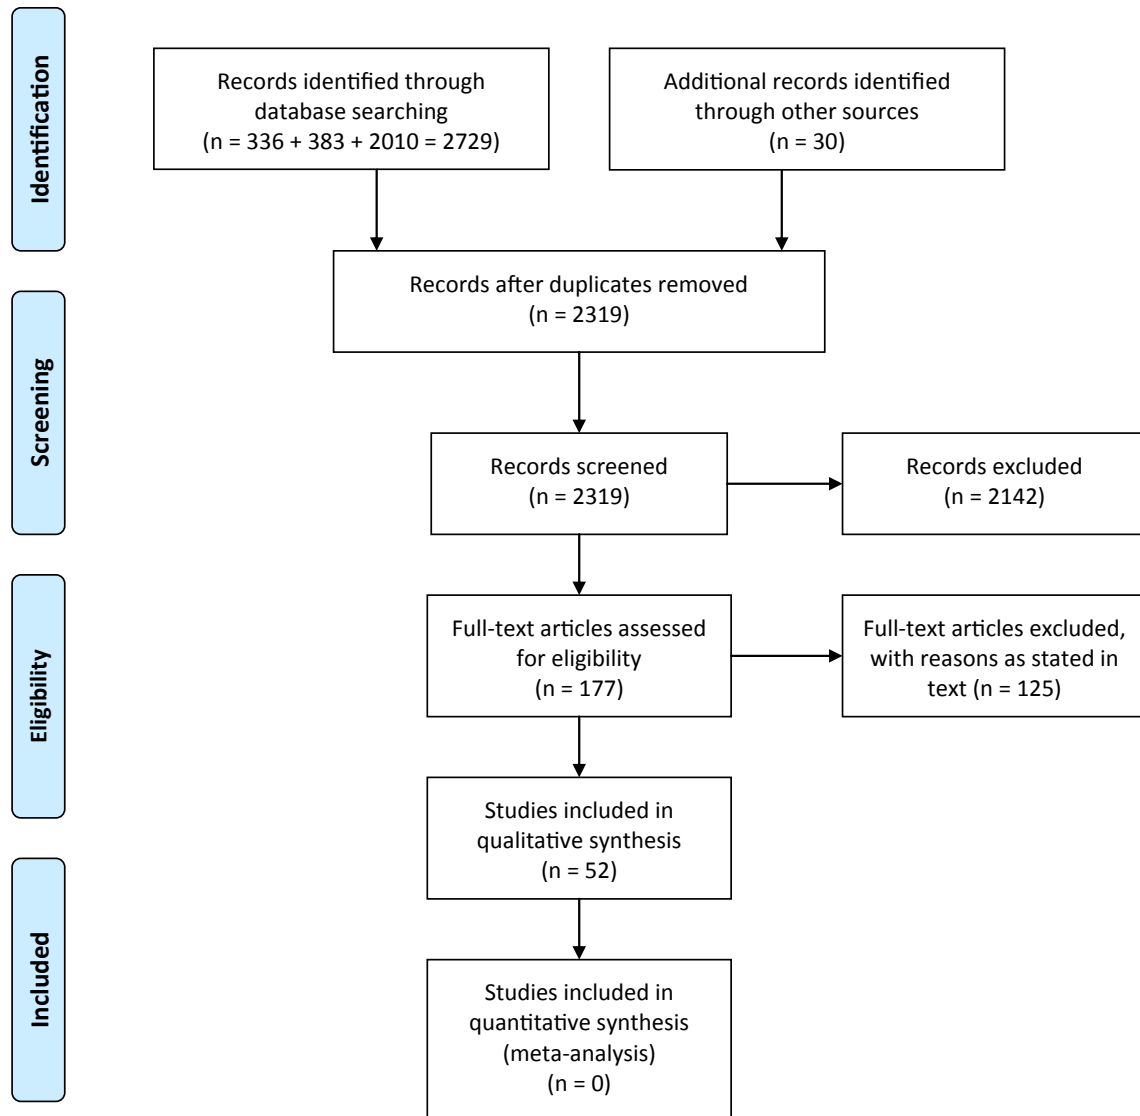 Identification
Records identified through
database searching
(n = 336 + 383 + 2010 = 2729)
Additional records identified
through other sources
(n = 30)
Records after duplicates removed
(n = 2319)
Screening
Records screened
(n = 2319)
Records excluded
(n = 2142)
Eligibility
Full-text articles assessed
for eligibility
(n = 177)
Full-text articles excluded,
with reasons as stated in
text (n = 125)
Studies included in
qualitative synthesis
(n = 52)
Included
Studies included in
quantitative synthesis
(meta-analysis)
(n = 0)